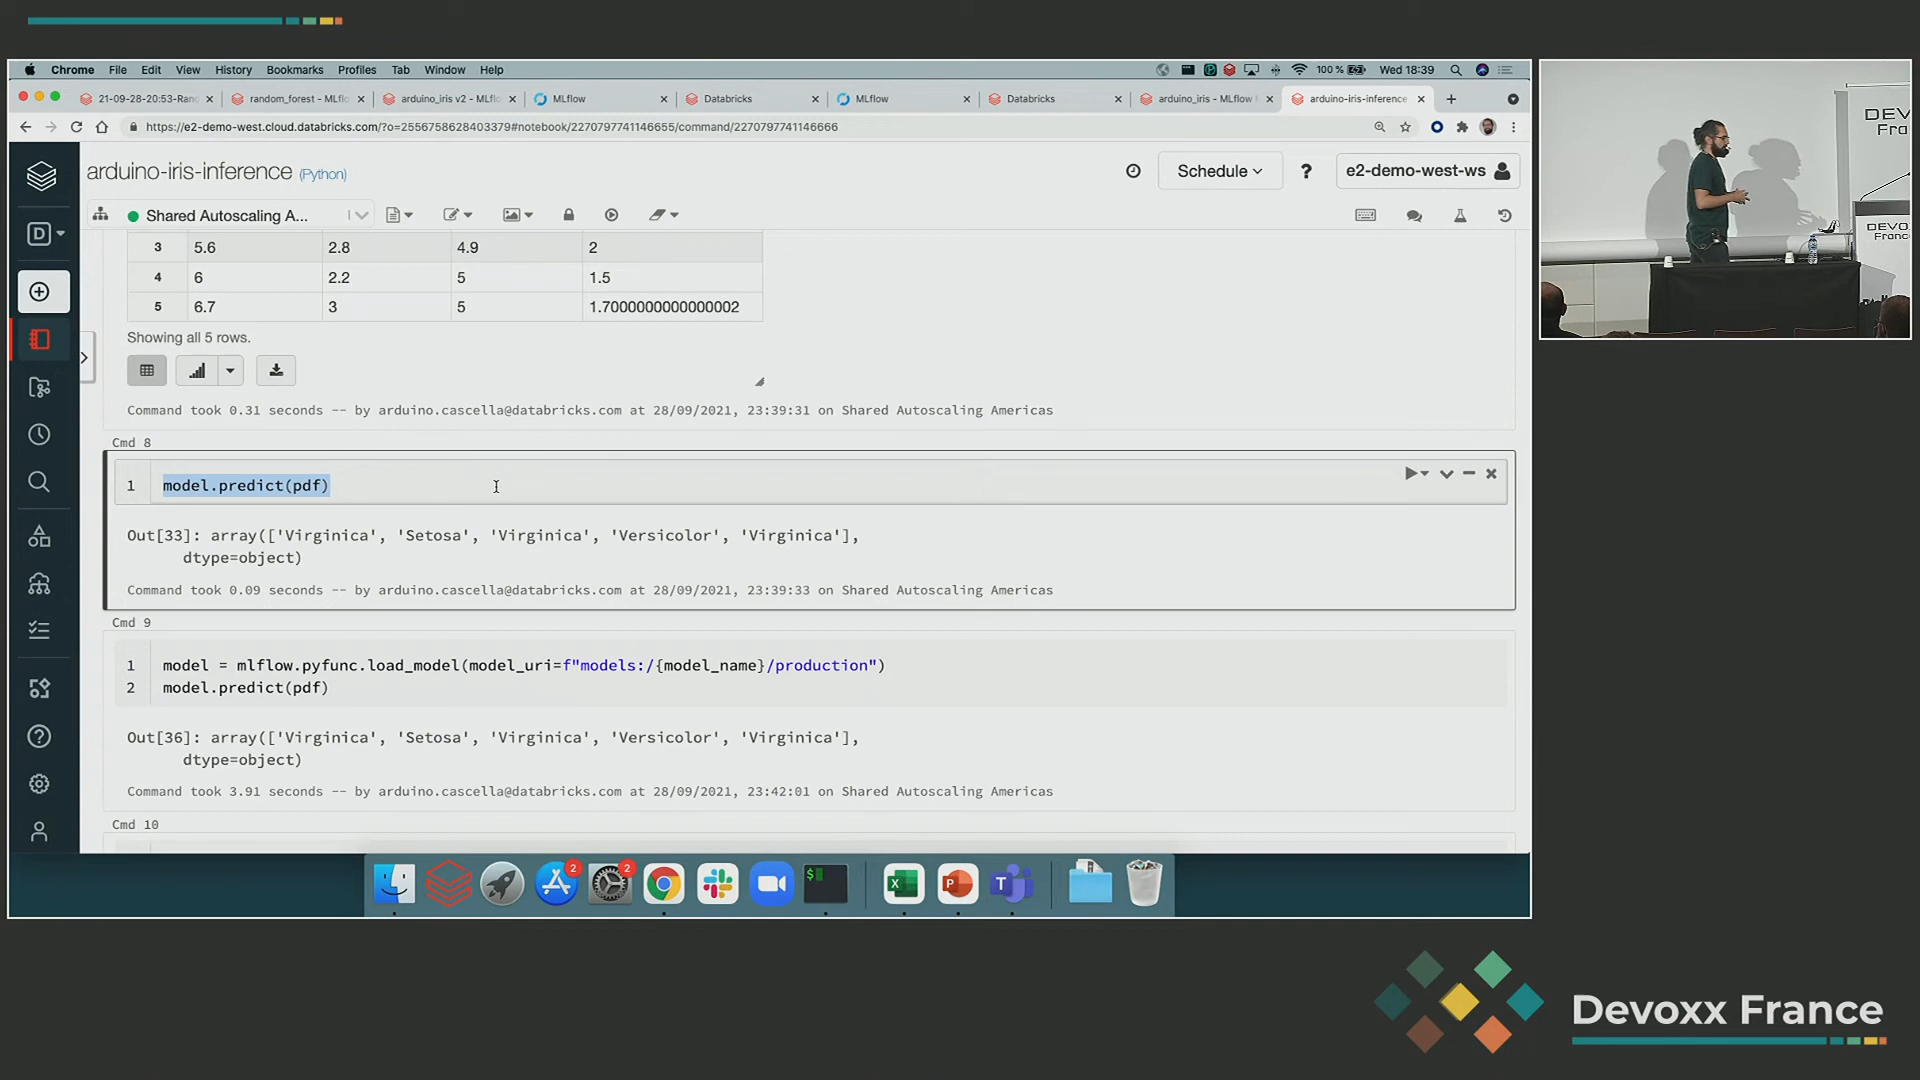 Chrome File Edit View History Bookmarks Profiles Tab Window Help 100 % Wed 18:39
21-09-28-20:53-Ran random_forest - MLfl arduino_iris v2 - MLfl MLflow Databricks MLflow Databricks arduino_iris - MLflow arduino-iris-inference
https://e2-demo-west.cloud.databricks.com/?o=2556758628403379#notebook/2270797741146655/command/2270797741146666
arduino-iris-inference (Python) Schedule ? e2-demo-west-ws
D Shared Autoscaling A...
3 5.6 2.8 4.9 2
4 6 2.2 5 1.5
5 6.7 3 5 1.7000000000000002
Showing all 5 rows.
Command took 0.31 seconds -- by arduino.cascella@databricks.com at 28/09/2021, 23:39:31 on Shared Autoscaling Americas
Cmd 8
1 model.predict(pdf)
Out[33]: array(['Virginica', 'Setosa', 'Virginica', 'Versicolor', 'Virginica'],
dtype=object)
Command took 0.09 seconds -- by arduino.cascella@databricks.com at 28/09/2021, 23:39:33 on Shared Autoscaling Americas
Cmd 9
1 model = mlflow.pyfunc.load_model(model_uri=f"models:/{model_name}/production")
2 model.predict(pdf)
Out[36]: array(['Virginica', 'Setosa', 'Virginica', 'Versicolor', 'Virginica'],
dtype=object)
Command took 3.91 seconds -- by arduino.cascella@databricks.com at 28/09/2021, 23:42:01 on Shared Autoscaling Americas
Cmd 10
2 2 $ T
DEV
Fra
DEVO
France
Devoxx France